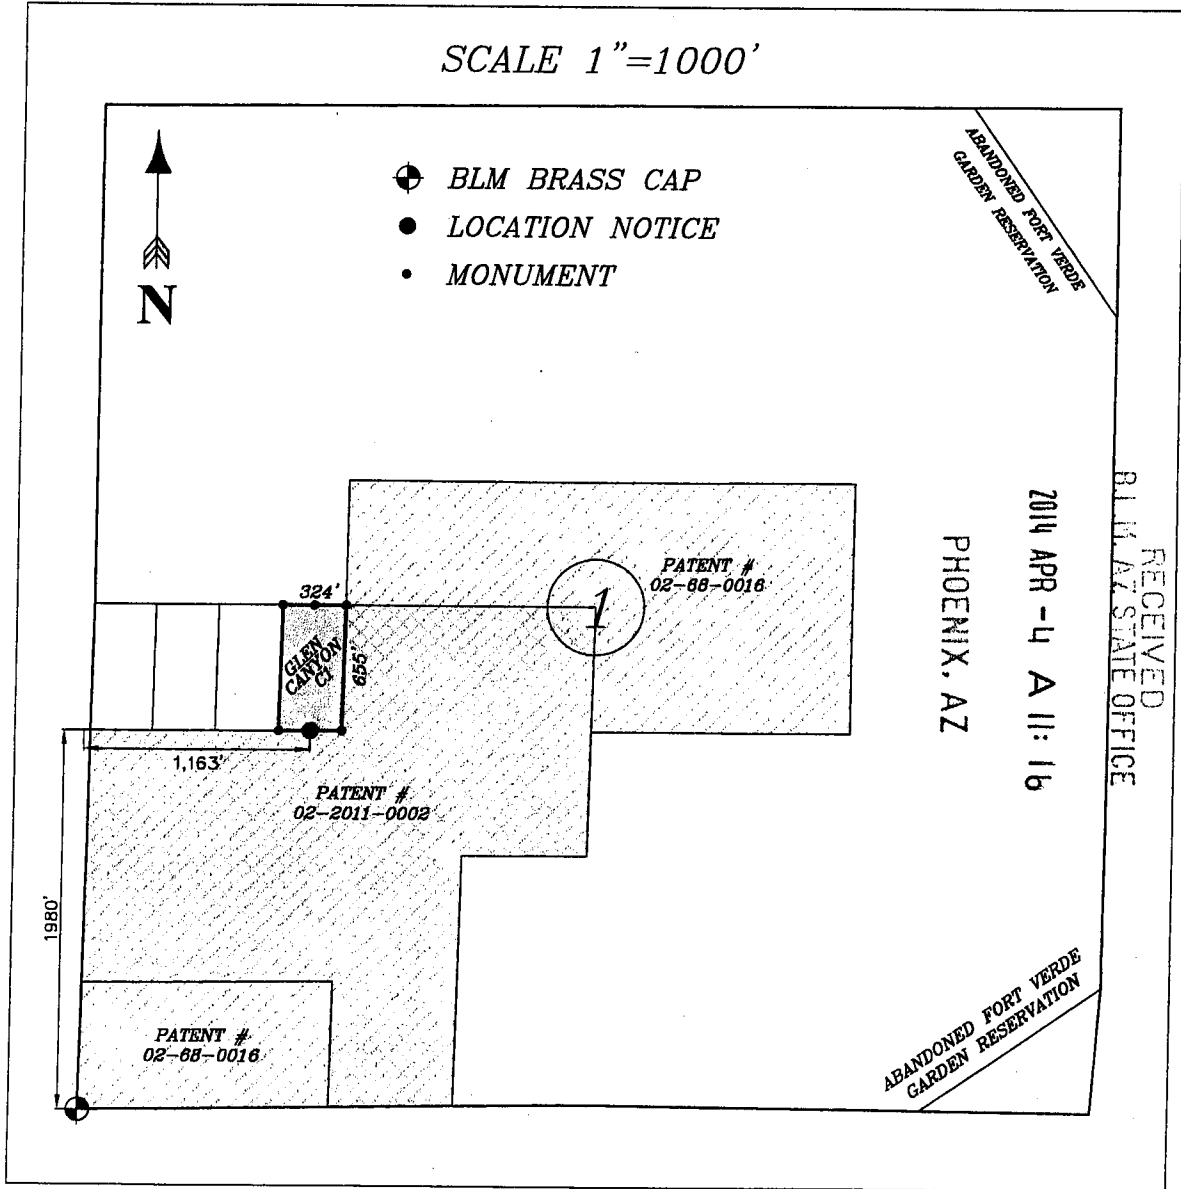 SCALE 1"=1000'
BLM BRASS CAP
LOCATION NOTICE
MONUMENT
N
ABANDONED FORT VERDE
GARDEN RESERVATION
RECEIVED
B.L.M. AZ STATE OFFICE
2014 APR -4 A 11: 16
PHOENIX, AZ
PATENT #
02-68-0016
1
324'
GLEN
CANYON
C1
655'
1,163'
PATENT #
02-2011-0002
1980'
PATENT #
02-68-0016
ABANDONED FORT VERDE
GARDEN RESERVATION